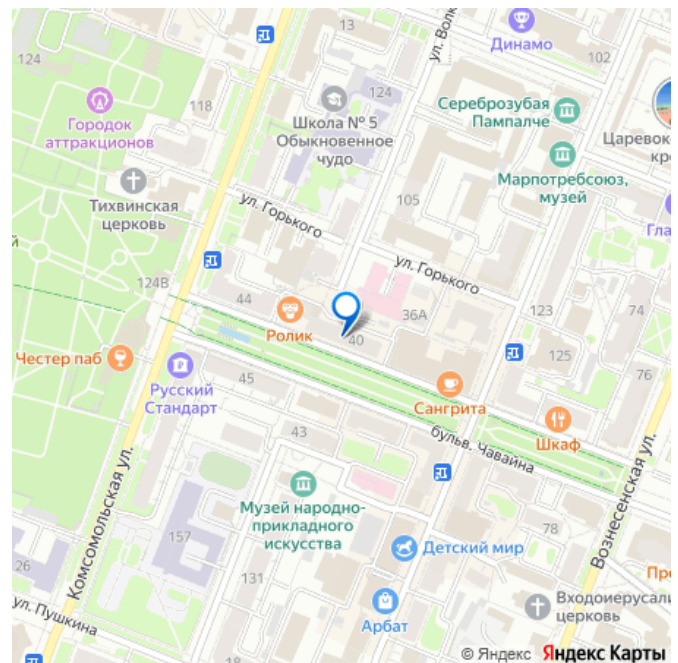 13
ул. Волк
Динамо
102
124
124
Школа № 5
Обыкновенное
чудо
Сереброзубая
Пампалче
Царевок
кре
Городок
аттракционов
118
Марпотребсоюз,
музей
Тихвинская
церковь
ул. Горького
105
Гла
ул. Горького
й
124В
44
36А
123
74
Ролик
40
125
76
Честер паб
Русский
Стандарт
45
Сангрита
Шкаф
43
бульв. Чавайна
Комсомольская ул.
Вознесенская ул.
Музей народно-
прикладного
искусства
78
157
Детский мир
26
131
Пр
ул. Пушкина
Арбат
Входоиерусали
церковь
© Яндекс Яндекс Карты